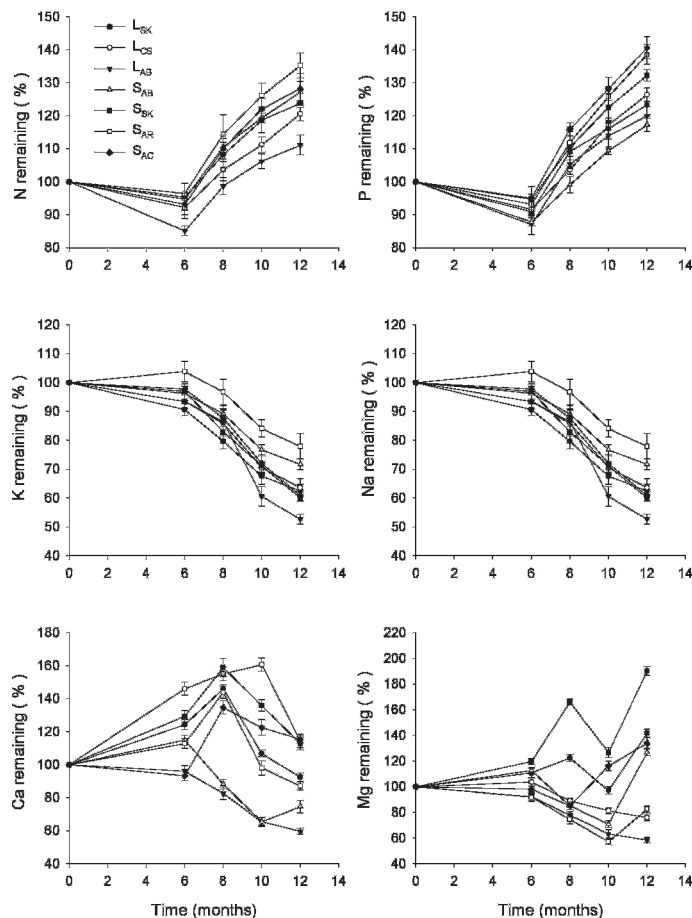 N remaining ( % )
150
140
130
120
110
100
90
80
0 2 4 6 8 10 12 14
L_SK
L_CS
L_AB
S_AB
S_SK
S_AR
S_AC
P remaining ( % )
150
140
130
120
110
100
90
80
0 2 4 6 8 10 12 14
K remaining ( % )
120
110
100
90
80
70
60
50
40
0 2 4 6 8 10 12 14
Na remaining ( % )
120
110
100
90
80
70
60
50
40
0 2 4 6 8 10 12 14
Ca remaining ( % )
180
160
140
120
100
80
60
40
0 2 4 6 8 10 12 14
Time (months)
Mg remaining ( % )
220
200
180
160
140
120
100
80
60
40
0 2 4 6 8 10 12 14
Time (months)